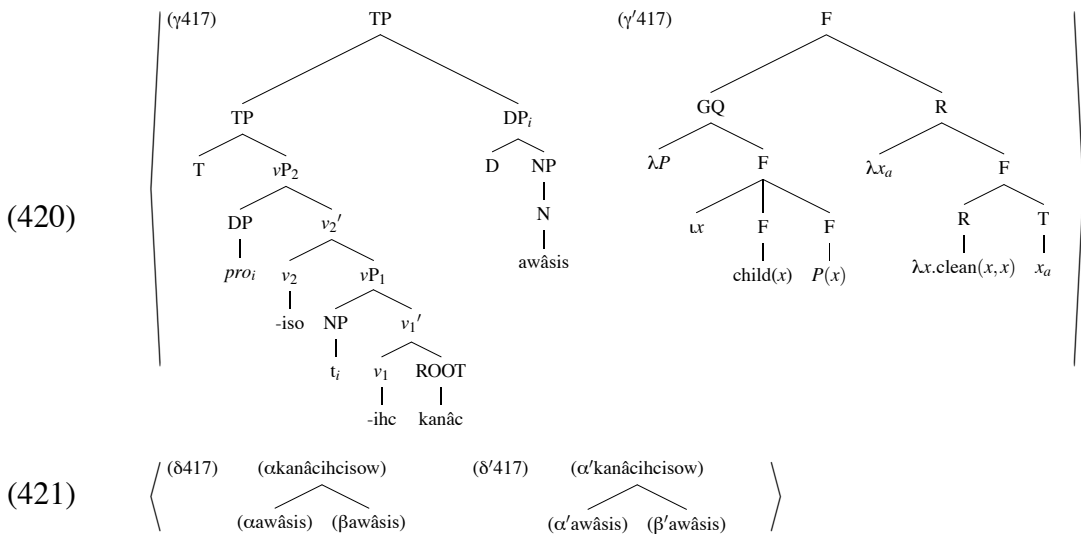 (γ417) TP (γ′417) F
TP DPᵢ GQ R
T vP₂ D NP λP F λxₐ F
DP v₂′ N ιx F F R T
proᵢ v₂ vP₁ awâsis child(x) P(x) λx.clean(x,x) xₐ
-iso NP v₁′
tᵢ v₁ ROOT
-ihc kanâc
(420)
(δ417) (αkanâcihcisow) (δ′417) (α′kanâcihcisow)
(αawâsis) (βawâsis) (α′awâsis) (β′awâsis)
(421)